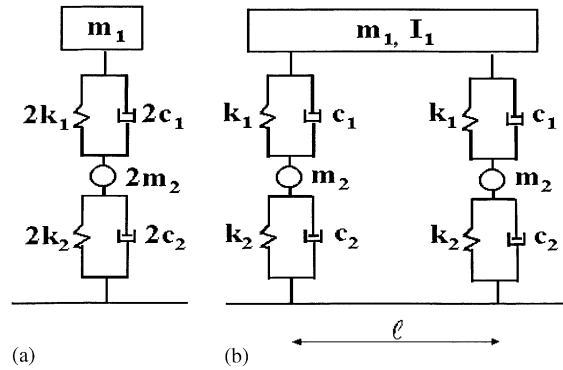 m₁
2k₁ 2c₁
2m₂
2k₂ 2c₂
(a)
m₁, I₁
k₁ c₁ k₁ c₁
m₂ m₂
k₂ c₂ k₂ c₂
ℓ
(b)